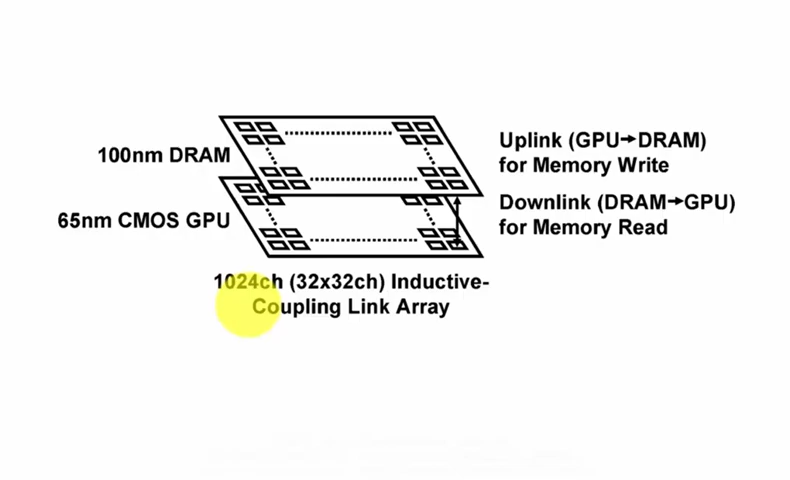 100nm DRAM
65nm CMOS GPU
Uplink (GPU→DRAM)
for Memory Write
Downlink (DRAM→GPU)
for Memory Read
1024ch (32x32ch) Inductive-
Coupling Link Array